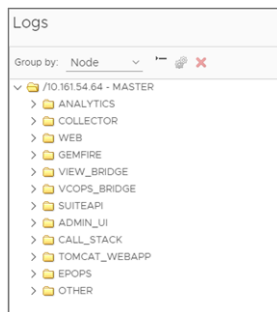 Logs
Group by: Node
/10.161.54.64 - MASTER
ANALYTICS
COLLECTOR
WEB
GEMFIRE
VIEW_BRIDGE
VCOPS_BRIDGE
SUITEAPI
ADMIN_UI
CALL_STACK
TOMCAT_WEBAPP
EPOPS
OTHER